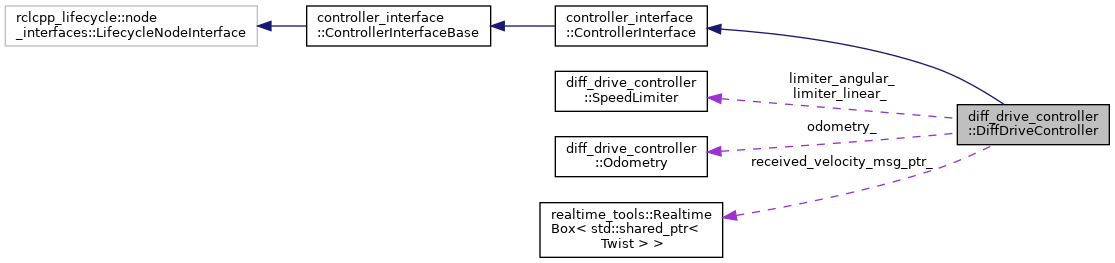 rclcpp_lifecycle::node
_interfaces::LifecycleNodeInterface
controller_interface
::ControllerInterfaceBase
controller_interface
::ControllerInterface
diff_drive_controller
::SpeedLimiter
limiter_angular_
limiter_linear_
diff_drive_controller
::DiffDriveController
odometry_
diff_drive_controller
::Odometry
received_velocity_msg_ptr_
realtime_tools::Realtime
Box< std::shared_ptr<
Twist > >